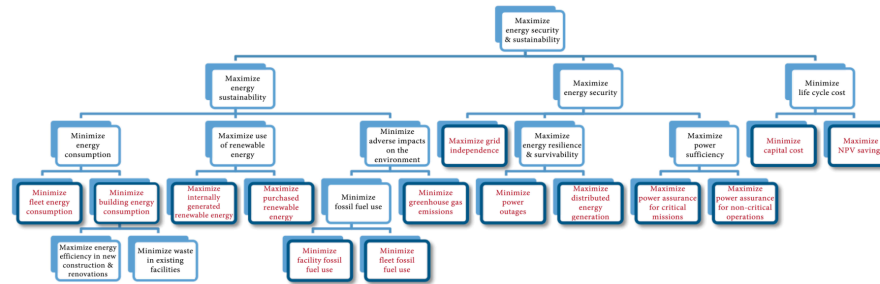 Maximize
energy security
& sustainability
Maximize
energy
sustainability
Maximize
energy security
Minimize
life cycle cost
Minimize
energy
consumption
Maximize use
of renewable
energy
Minimize
adverse impacts
on the
environment
Maximize grid
independence
Maximize
energy resilience
& survivability
Maximize
power
sufficiency
Minimize
capital cost
Maximize
NPV saving
Minimize
fleet energy
consumption
Minimize
building energy
consumption
Maximize
internally
generated
renewable energy
Maximize
purchased
renewable
energy
Minimize
fossil fuel use
Minimize
greenhouse gas
emissions
Minimize
power
outages
Maximize
distributed
energy
generation
Maximize
power assurance
for critical
missions
Maximize
power assurance
for non-critical
operations
Maximize energy
efficiency in new
construction &
renovations
Minimize waste
in existing
facilities
Minimize
facility fossil
fuel use
Minimize
fleet fossil
fuel use